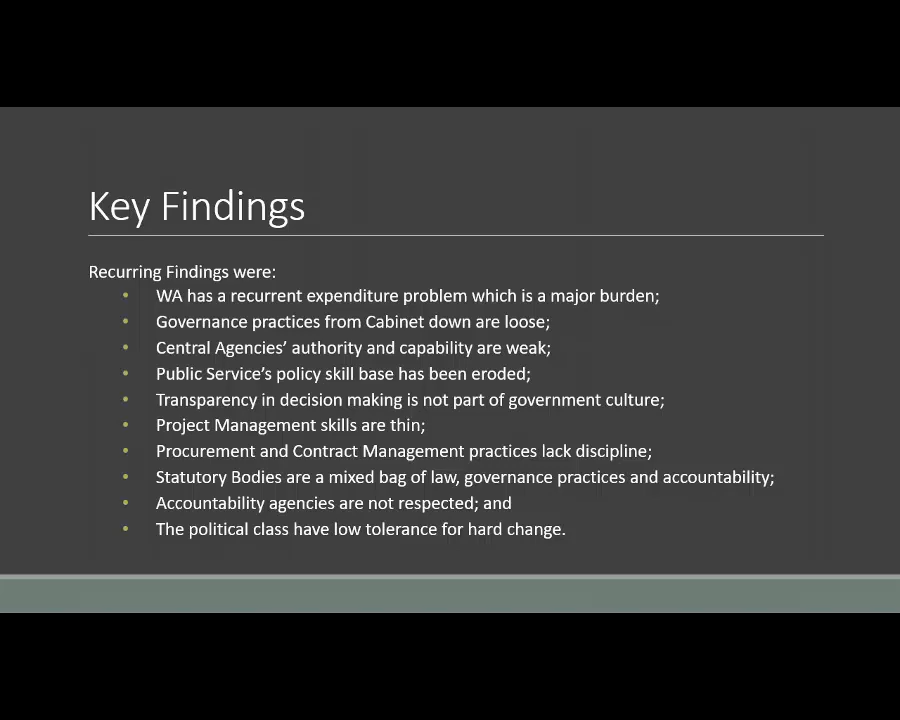 Key Findings
Recurring Findings were:
• WA has a recurrent expenditure problem which is a major burden;
• Governance practices from Cabinet down are loose;
• Central Agencies’ authority and capability are weak;
• Public Service’s policy skill base has been eroded;
• Transparency in decision making is not part of government culture;
• Project Management skills are thin;
• Procurement and Contract Management practices lack discipline;
• Statutory Bodies are a mixed bag of law, governance practices and accountability;
• Accountability agencies are not respected; and
• The political class have low tolerance for hard change.